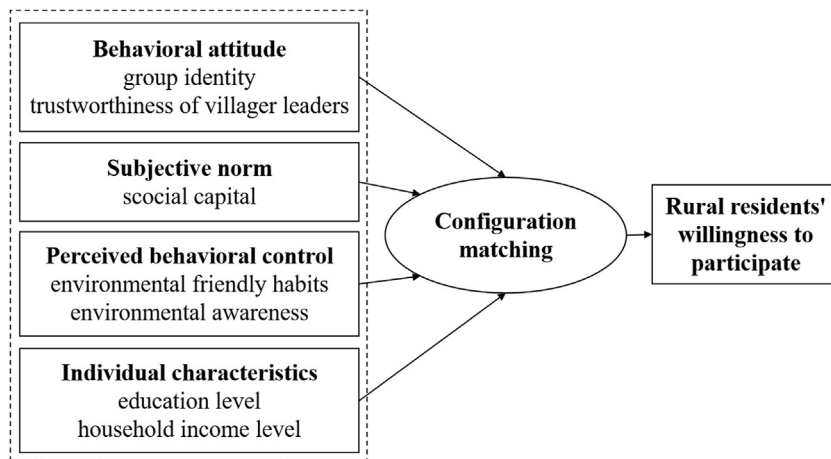 Behavioral attitude
group identity
trustworthiness of villager leaders
Subjective norm
scocial capital
Perceived behavioral control
environmental friendly habits
environmental awareness
Individual characteristics
education level
household income level
Configuration
matching
Rural residents'
willingness to
participate